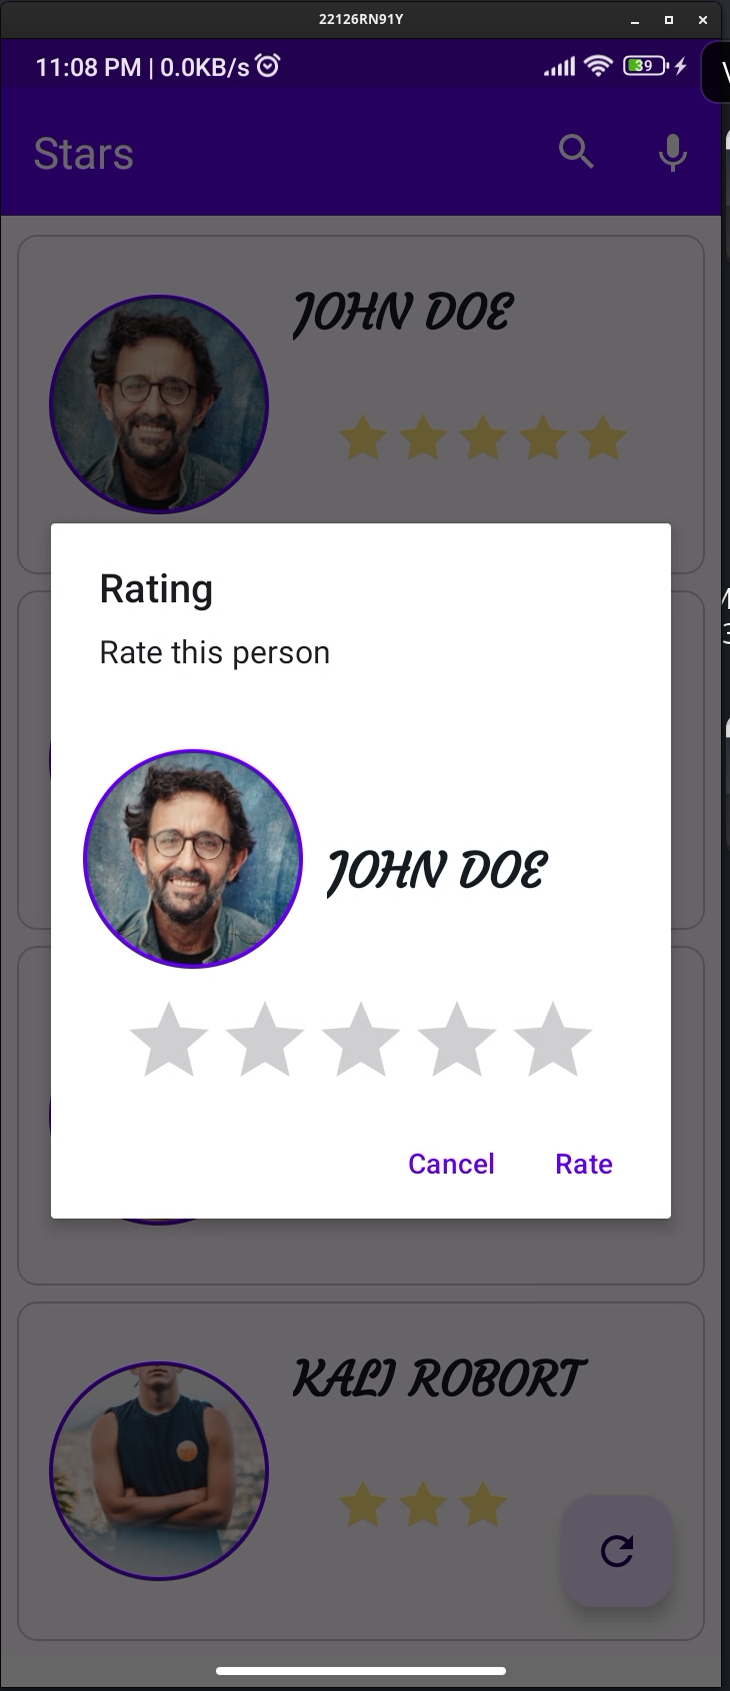 22126RN91Y
11:08 PM | 0.0KB/s
39
Stars
JOHN DOE
Rating
Rate this person
JOHN DOE
Cancel Rate
KALI ROBORT